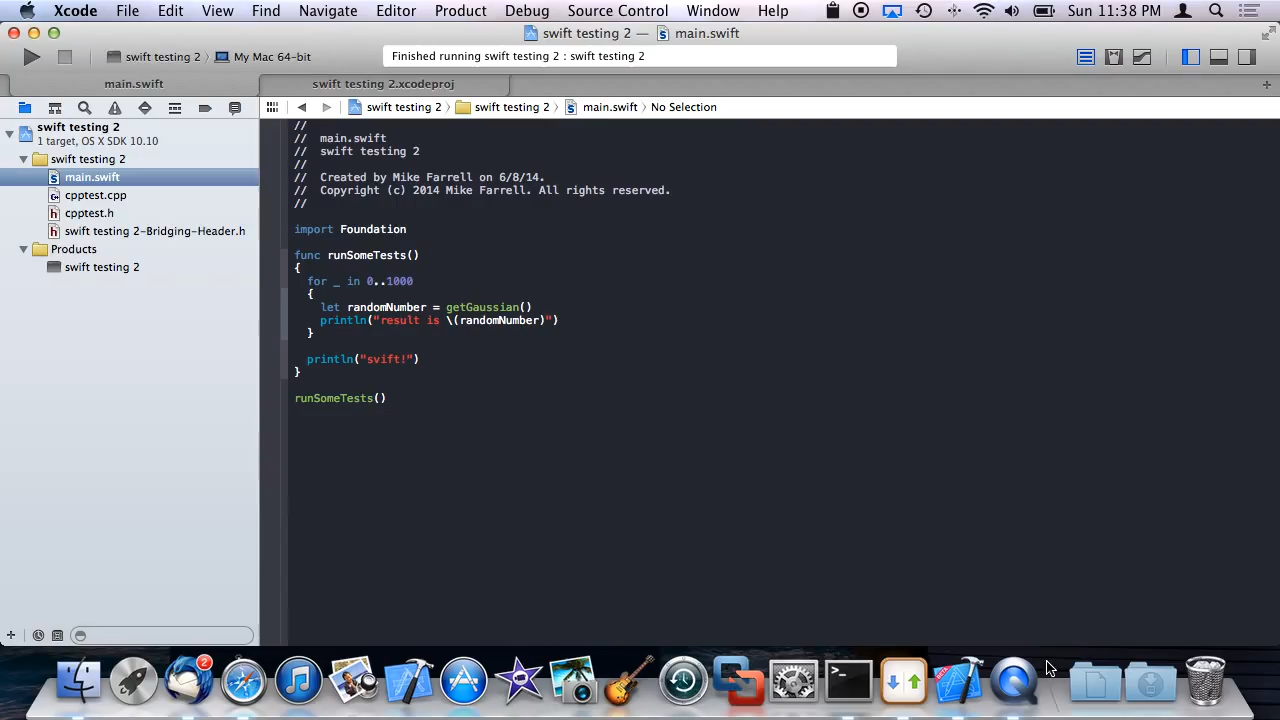 Xcode File Edit View Find Navigate Editor Product Debug Source Control Window Help Sun 11:38 PM
swift testing 2 — main.swift
swift testing 2 My Mac 64-bit Finished running swift testing 2 : swift testing 2
main.swift swift testing 2.xcodeproj
swift testing 2 swift testing 2 main.swift No Selection
swift testing 2
1 target, OS X SDK 10.10
swift testing 2
main.swift
cpptest.cpp
cpptest.h
swift testing 2-Bridging-Header.h
Products
swift testing 2
//
// main.swift
// swift testing 2
//
// Created by Mike Farrell on 6/8/14.
// Copyright (c) 2014 Mike Farrell. All rights reserved.
//
import Foundation
func runSomeTests()
{
for _ in 0..1000
{
let randomNumber = getGaussian()
println("result is \(randomNumber)")
}
println("svift!")
}
runSomeTests()
2
BETA